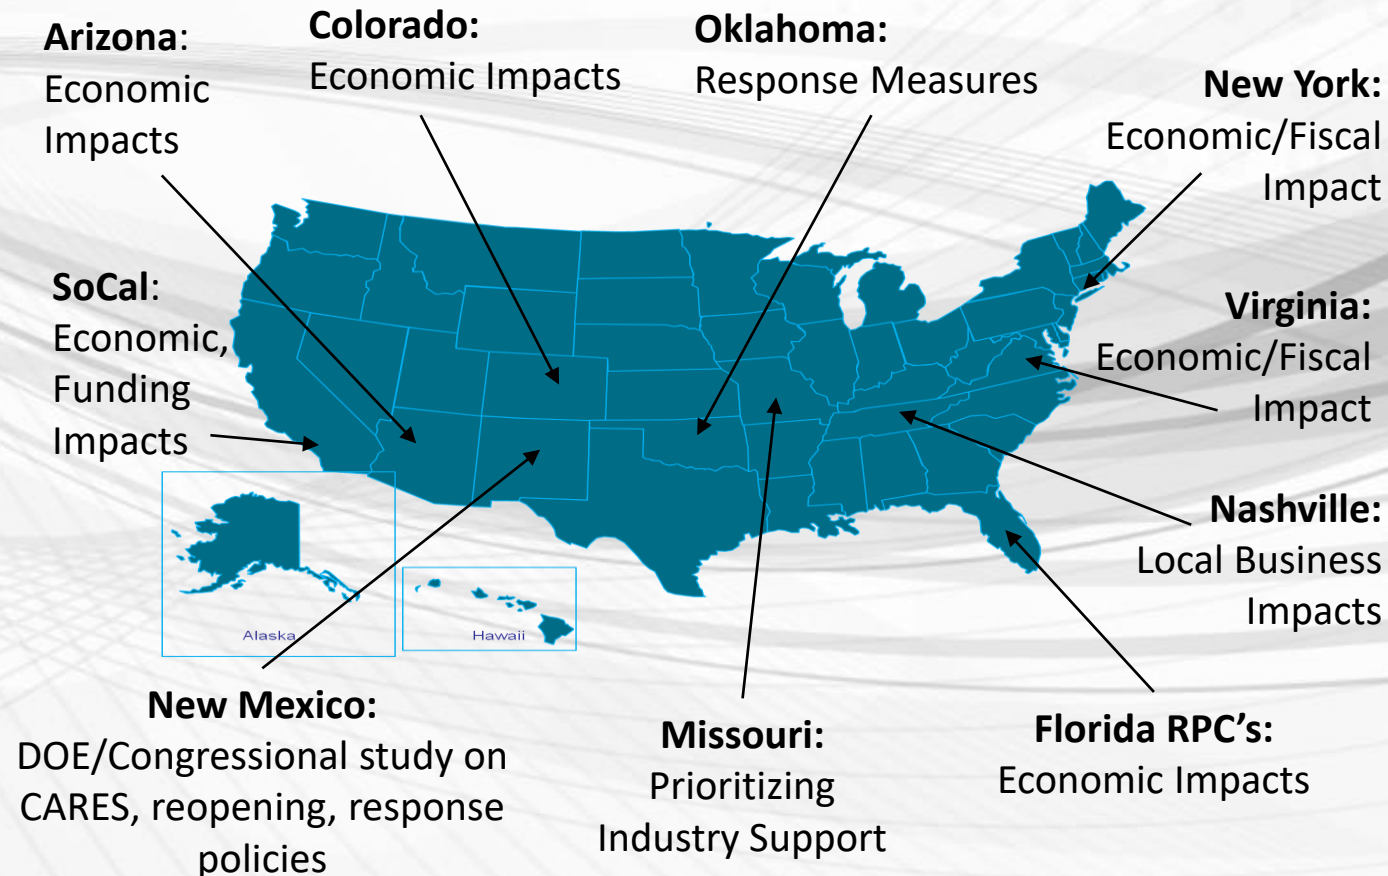 Arizona:
Economic
Impacts
Colorado:
Economic Impacts
Oklahoma:
Response Measures
New York:
Economic/Fiscal
Impact
SoCal:
Economic,
Funding
Impacts
Virginia:
Economic/Fiscal
Impact
Nashville:
Local Business
Impacts
Alaska
Hawaii
New Mexico:
DOE/Congressional study on
CARES, reopening, response
policies
Missouri:
Prioritizing
Industry Support
Florida RPC's:
Economic Impacts